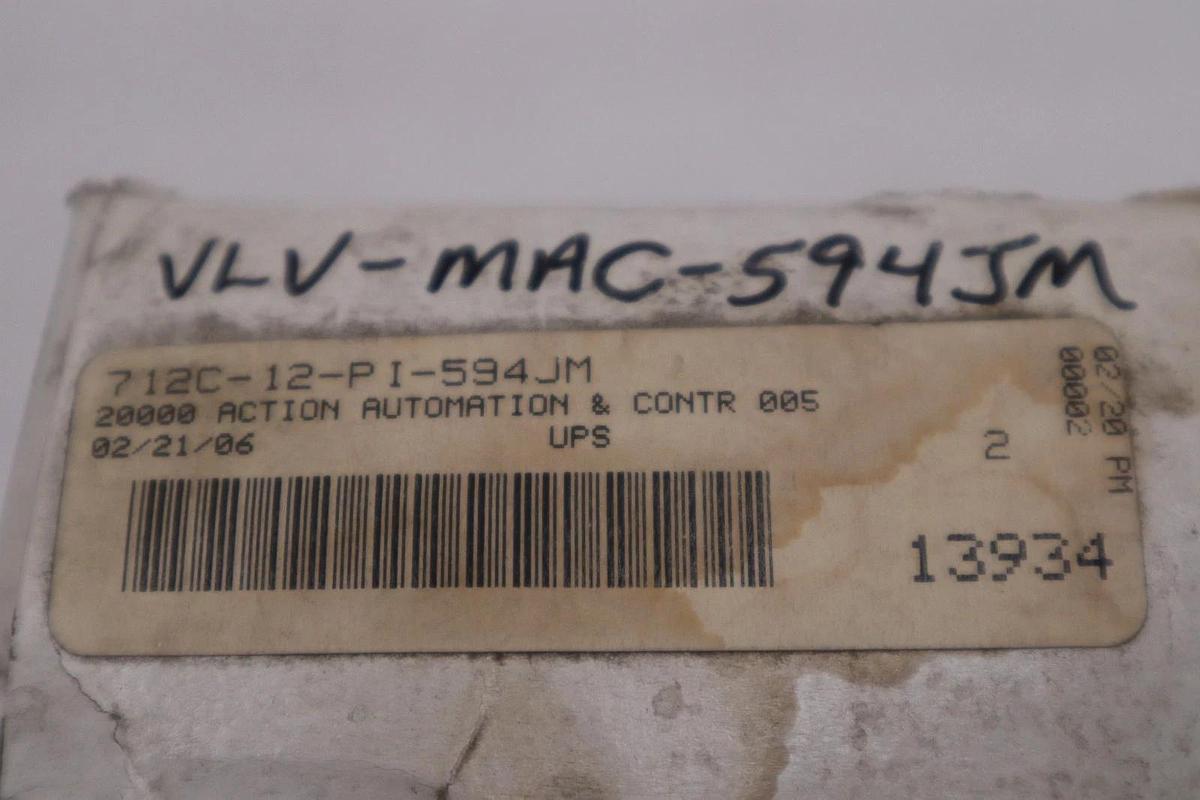 VLV-MAC-594JM
712C-12-PI-594JM
20000 ACTION AUTOMATION & CONTR 005
02/21/06 UPS
2
13934
02/20 PM
00002